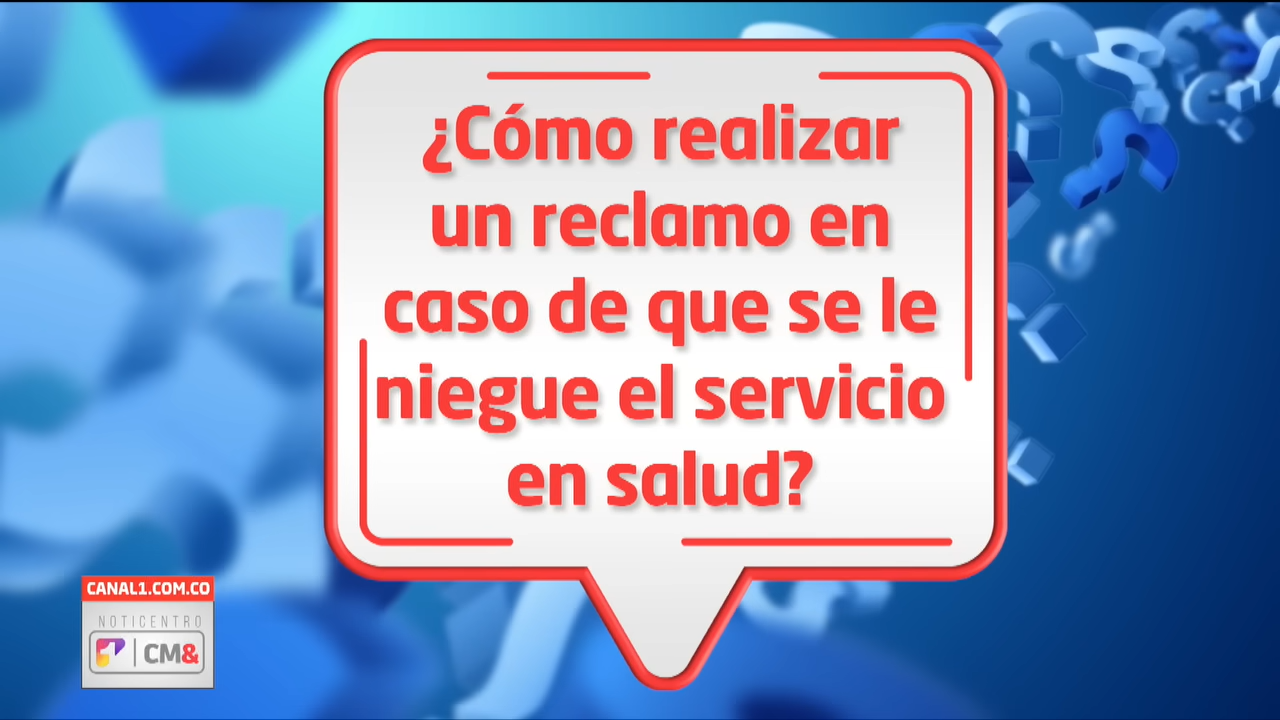 ¿Cómo realizar
un reclamo en
caso de que se le
niegue el servicio
en salud?
CANAL1.COM.CO
NOTICENTRO
1 CM&